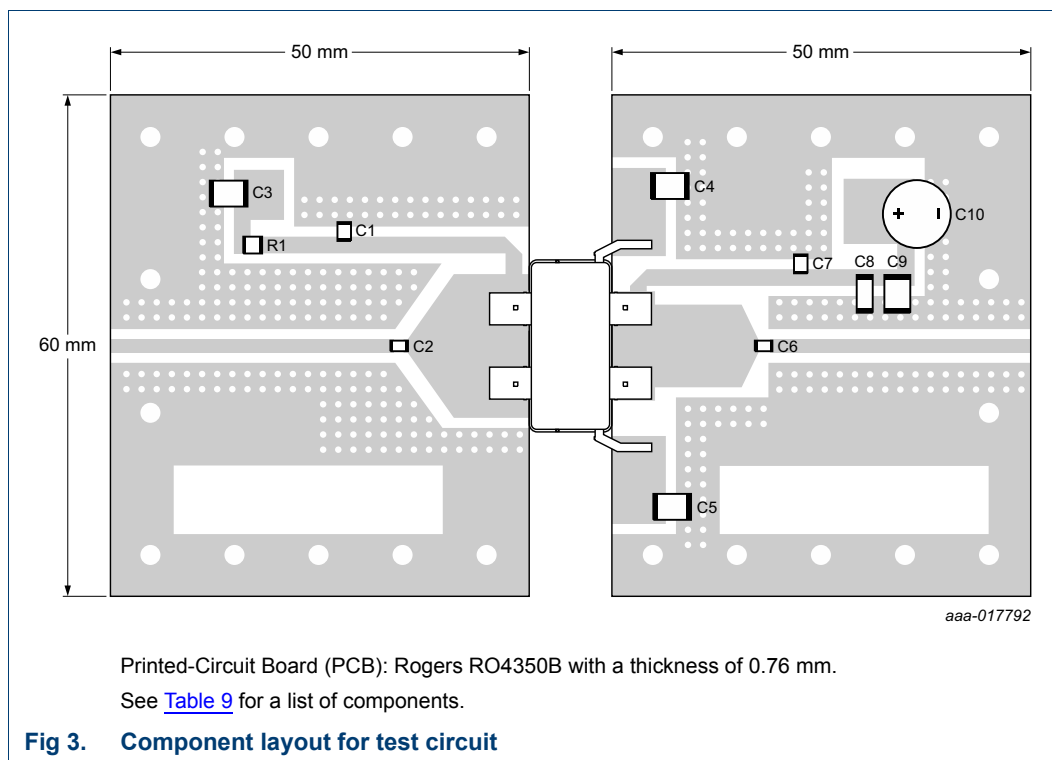 50 mm
50 mm
60 mm
C3
R1
C1
C2
C4
C10
C7
C8
C9
C6
C5
+
-
aaa-017792
Printed-Circuit Board (PCB): Rogers RO4350B with a thickness of 0.76 mm.
See Table 9 for a list of components.
Fig 3. Component layout for test circuit